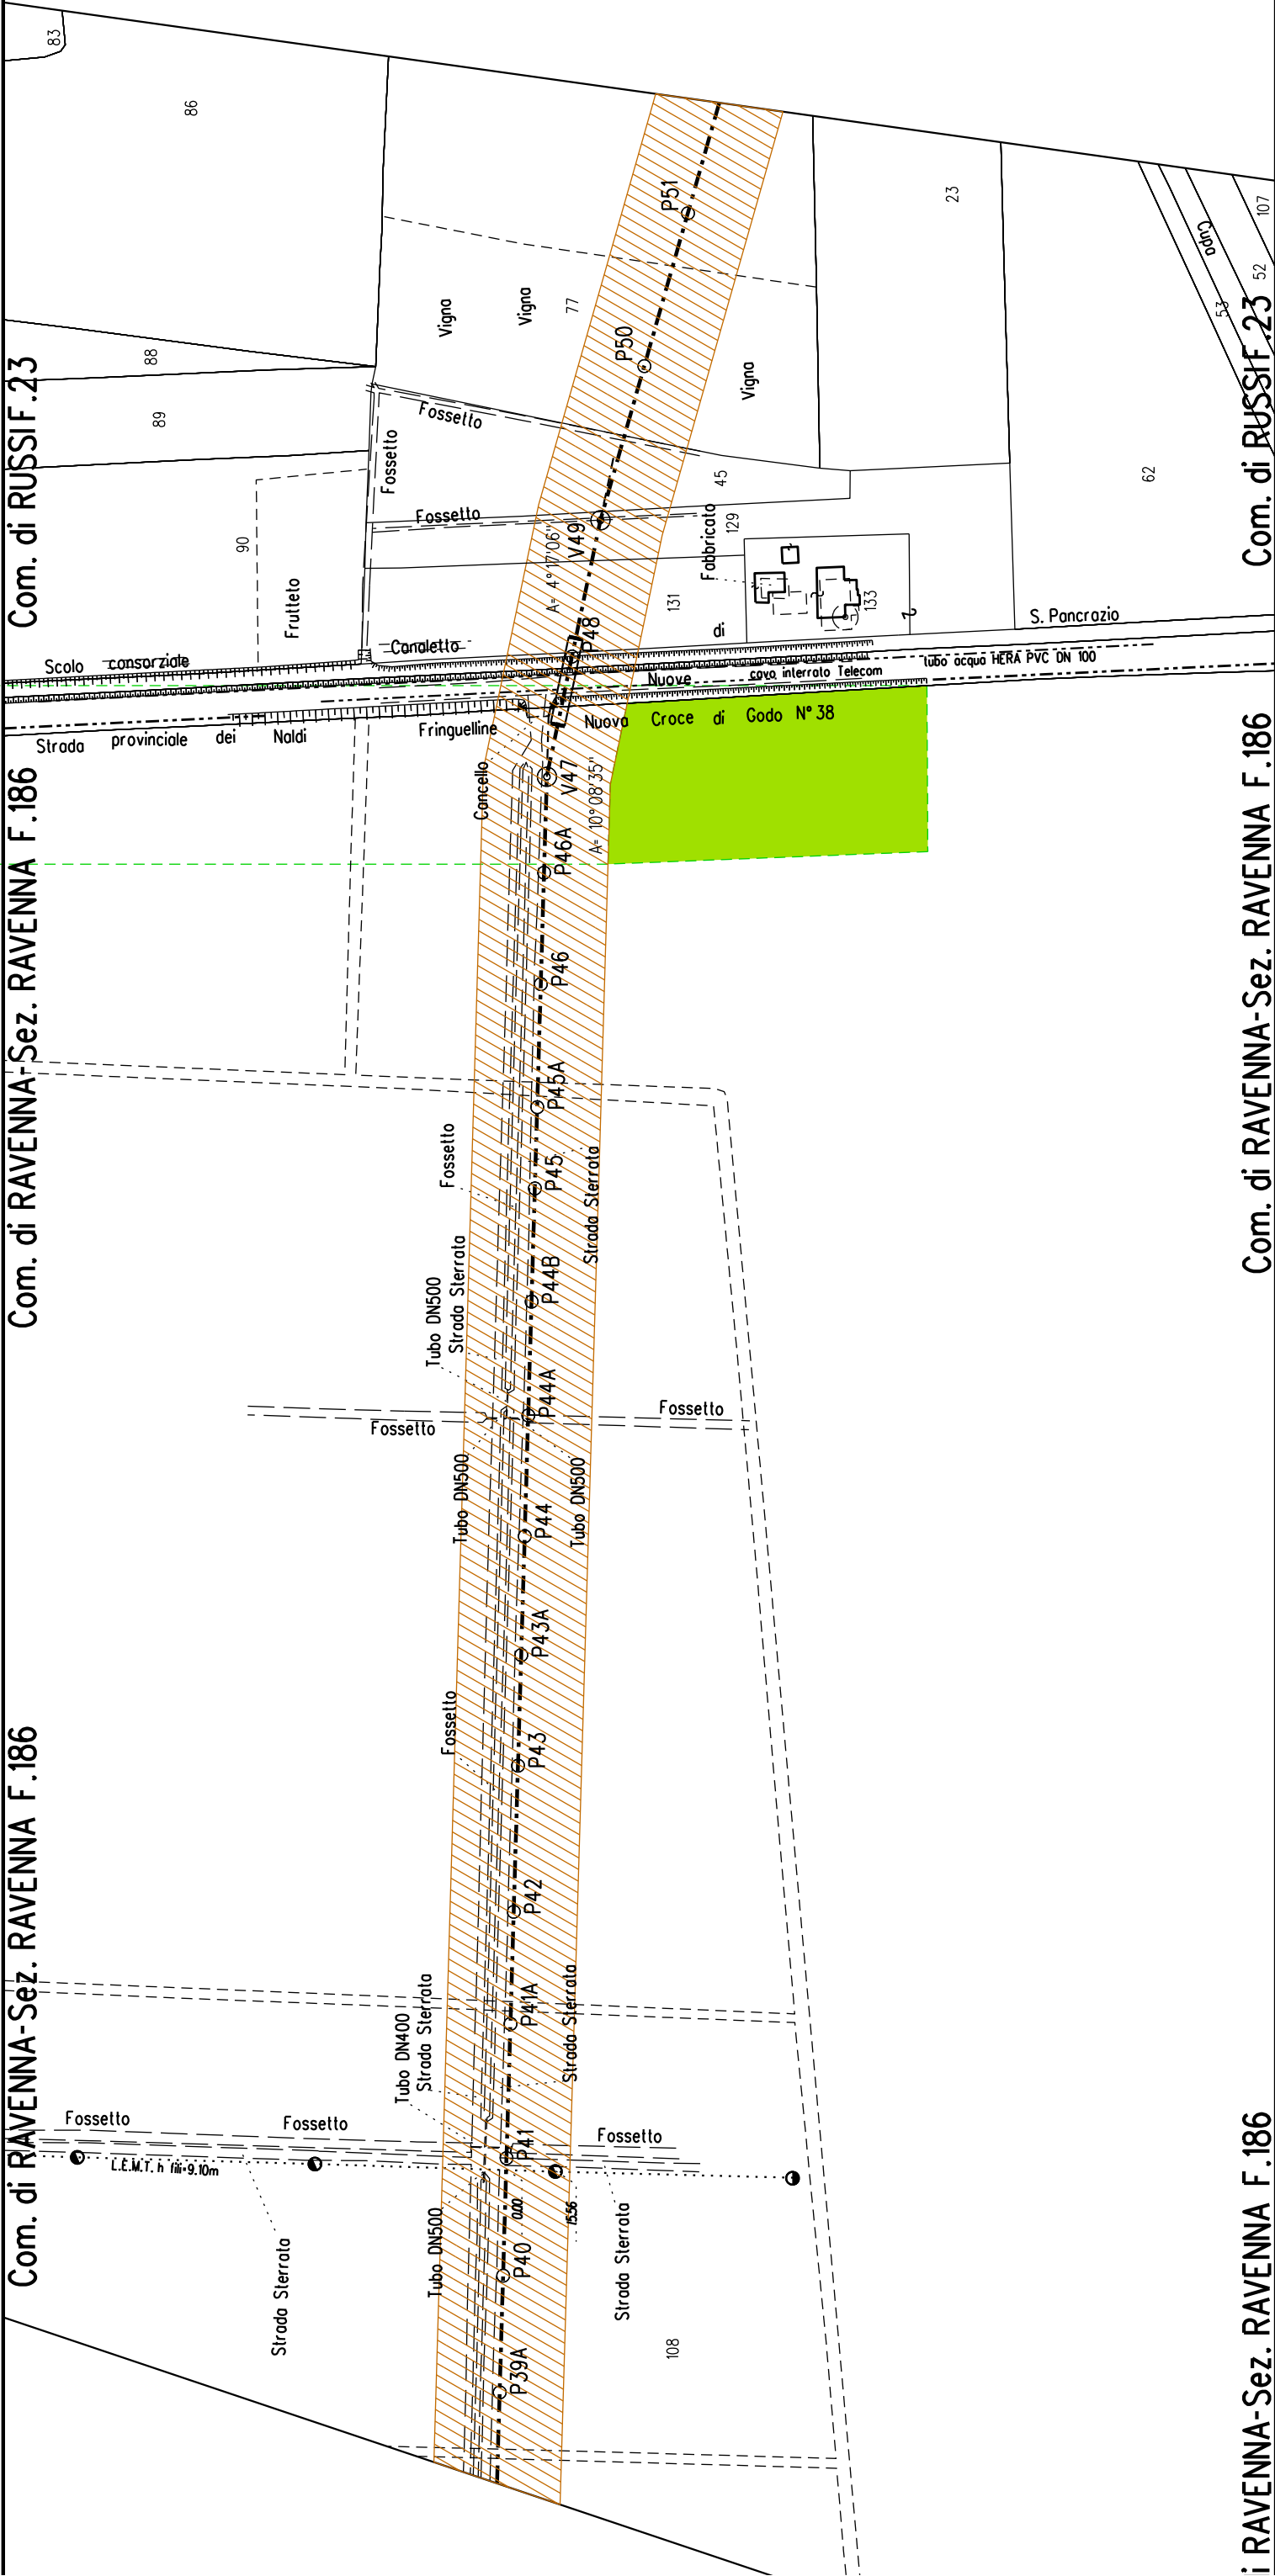 83
86
Com. di RUSSI F.23
88
89
90
Frutteto
Vigna
Vigna
77
Vigna
P51
P50
23
Cupa
53
52
107
Com. di RUSSI F.23
62
Fossetto
Fossetto
Fossetto
45
129
Fabbricato
131
133
V49
A= 4°17'06"
P48
di
S. Pancrazio
Scolo consorziale
Canaletto
Nuove
cavo interrato Telecom
tubo acqua HERA PVC DN 100
Strada provinciale dei Naldi
Fringuelline
Nuova Croce di Godo N°38
Cancello
V47
A= 10°08'35"
P46A
Com. di RAVENNA-Sez. RAVENNA F.186
Com. di RAVENNA-Sez. RAVENNA F.186
P46
P45A
Fossetto
P45
Strada Sterrata
Tubo DN500
Strada Sterrata
P44B
P44A
Fossetto
Fossetto
Tubo DN500
Tubo DN500
P44
P43A
Fossetto
P43
Com. di RAVENNA-Sez. RAVENNA F.186
P42
P41A
Strada Sterrata
Tubo DN400
Strada Sterrata
Fossetto
Fossetto
Fossetto
P41
L.E.M.T. h fili=9.10m
0.00
15.56
Tubo DN500
P40
Strada Sterrata
Strada Sterrata
P39A
108
i RAVENNA-Sez. RAVENNA F.186